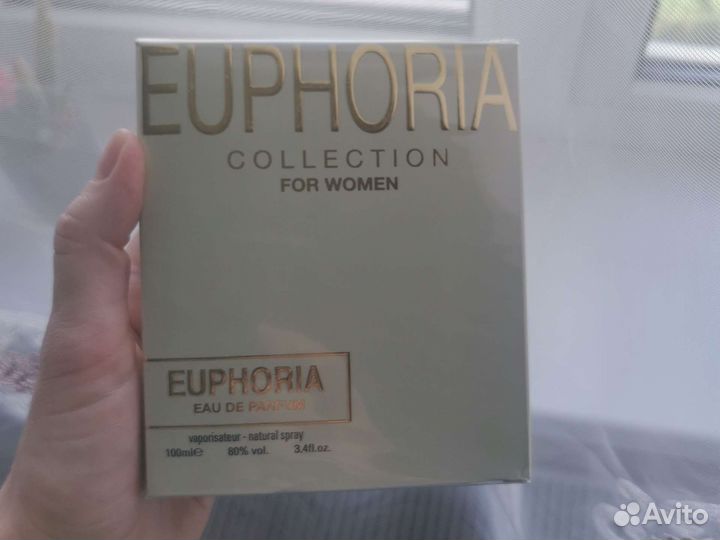 EUPHORIA
COLLECTION
FOR WOMEN
EUPHORIA
EAU DE PARFUM
vaporisateur - natural spray
100ml℮ 80% vol. 3.4fl.oz.
Avito